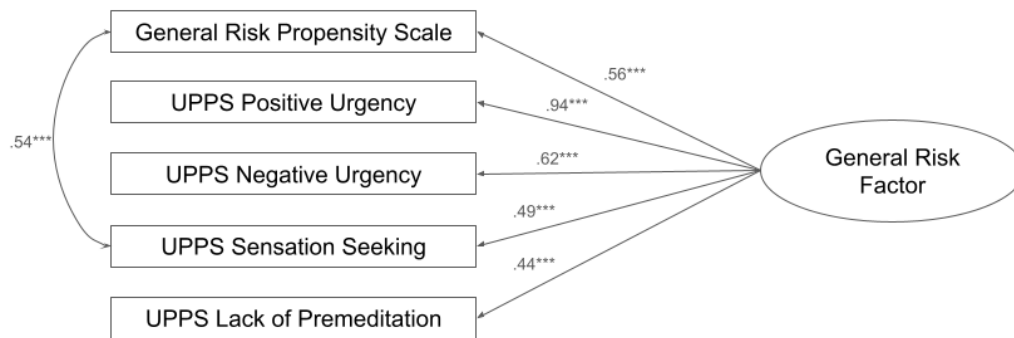 General Risk Propensity Scale
.56***
UPPS Positive Urgency
.94***
.54***
UPPS Negative Urgency
.62***
General Risk
Factor
.49***
UPPS Sensation Seeking
.44***
UPPS Lack of Premeditation